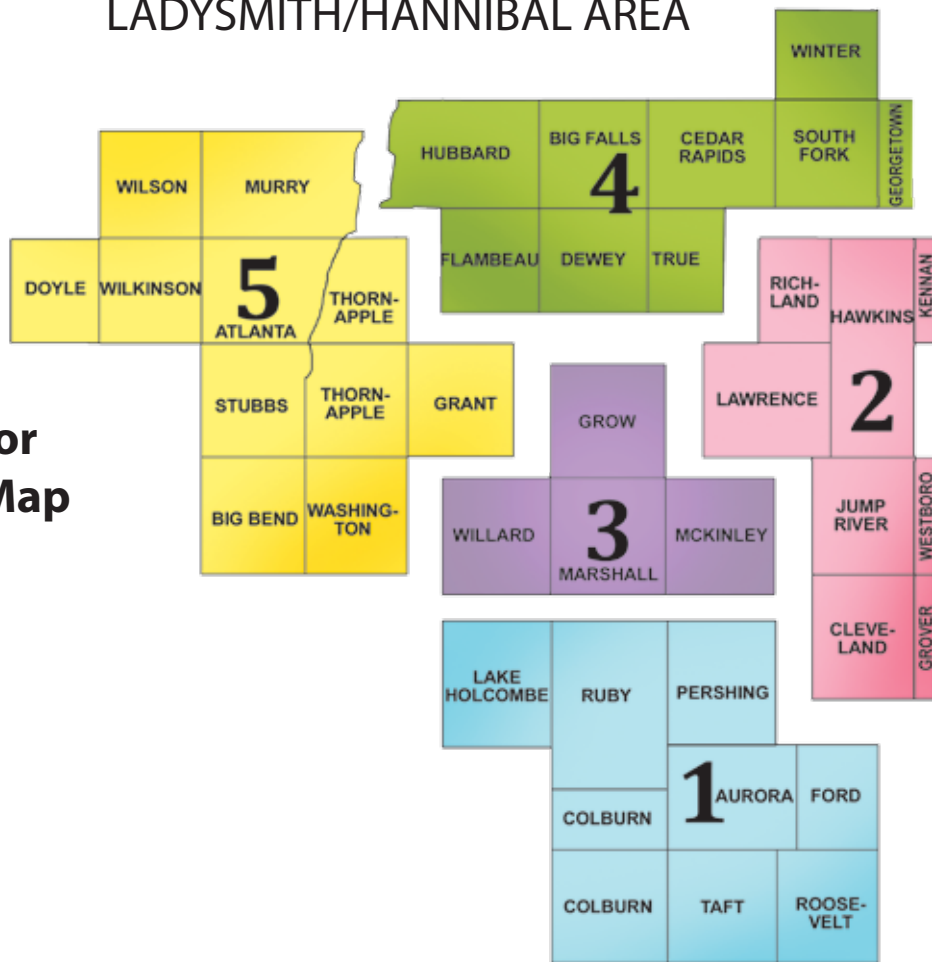 LADYSMITH/HANNIBAL AREA
WINTER
HUBBARD
BIG FALLS
CEDAR
RAPIDS
SOUTH
FORK
GEORGETOWN
4
FLAMBEAU
DEWEY
TRUE
WILSON
MURRY
DOYLE
WILKINSON
5
ATLANTA
THORN-
APPLE
STUBBS
THORN-
APPLE
GRANT
BIG BEND
WASHING-
TON
RICH-
LAND
HAWKINS
KENNAN
LAWRENCE
2
JUMP
RIVER
WESTBORO
CLEVE-
LAND
GROVER
or
Map
GROW
WILLARD
3
MARSHALL
MCKINLEY
LAKE
HOLCOMBE
RUBY
PERSHING
1
AURORA
FORD
COLBURN
COLBURN
TAFT
ROOSE-
VELT